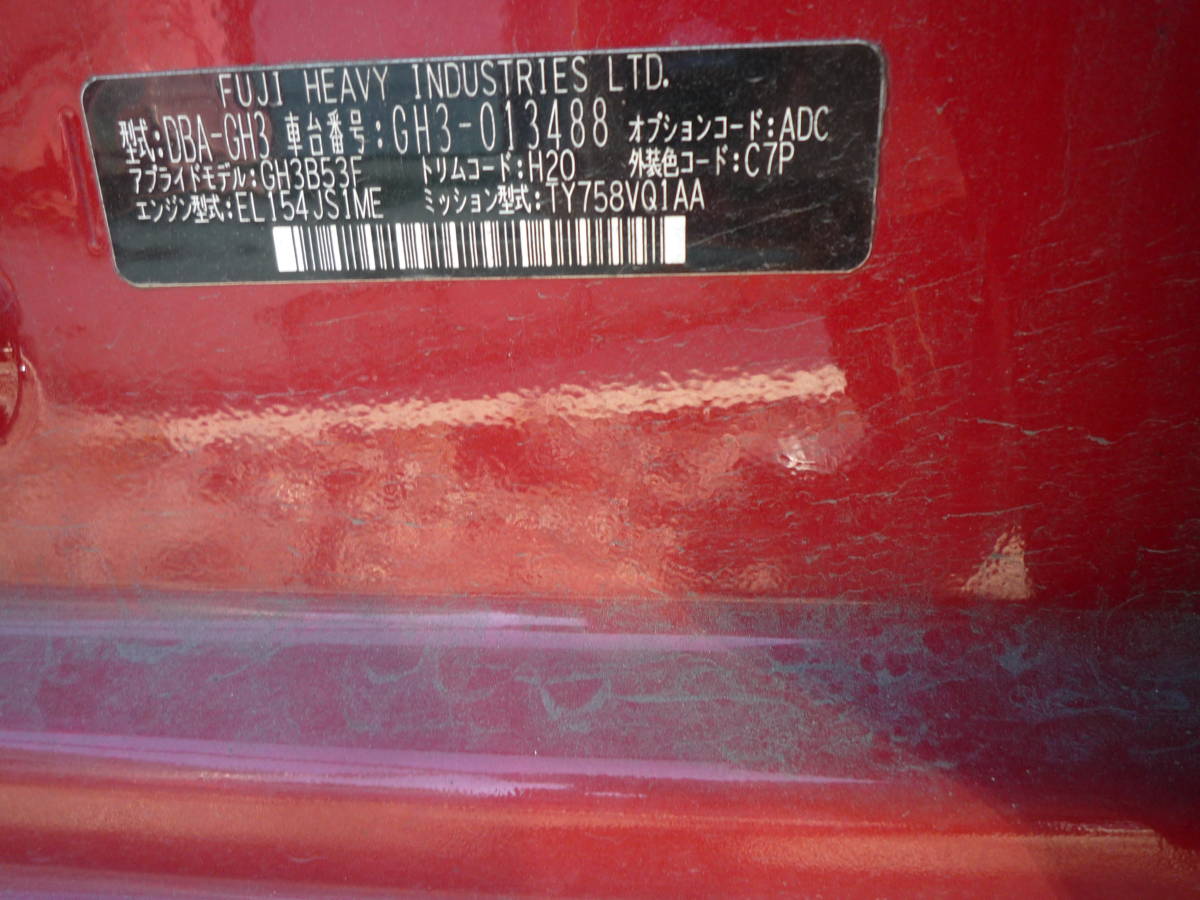 FUJI HEAVY INDUSTRIES LTD.
型式:DBA-GH3 車台番号:GH3-013488 オプションコード:ADC
アプライドモデル:GH3B53F トリムコード:H20 外装色コード:C7P
エンジン型式:EL154JS1ME ミッション型式:TY758VQ1AA